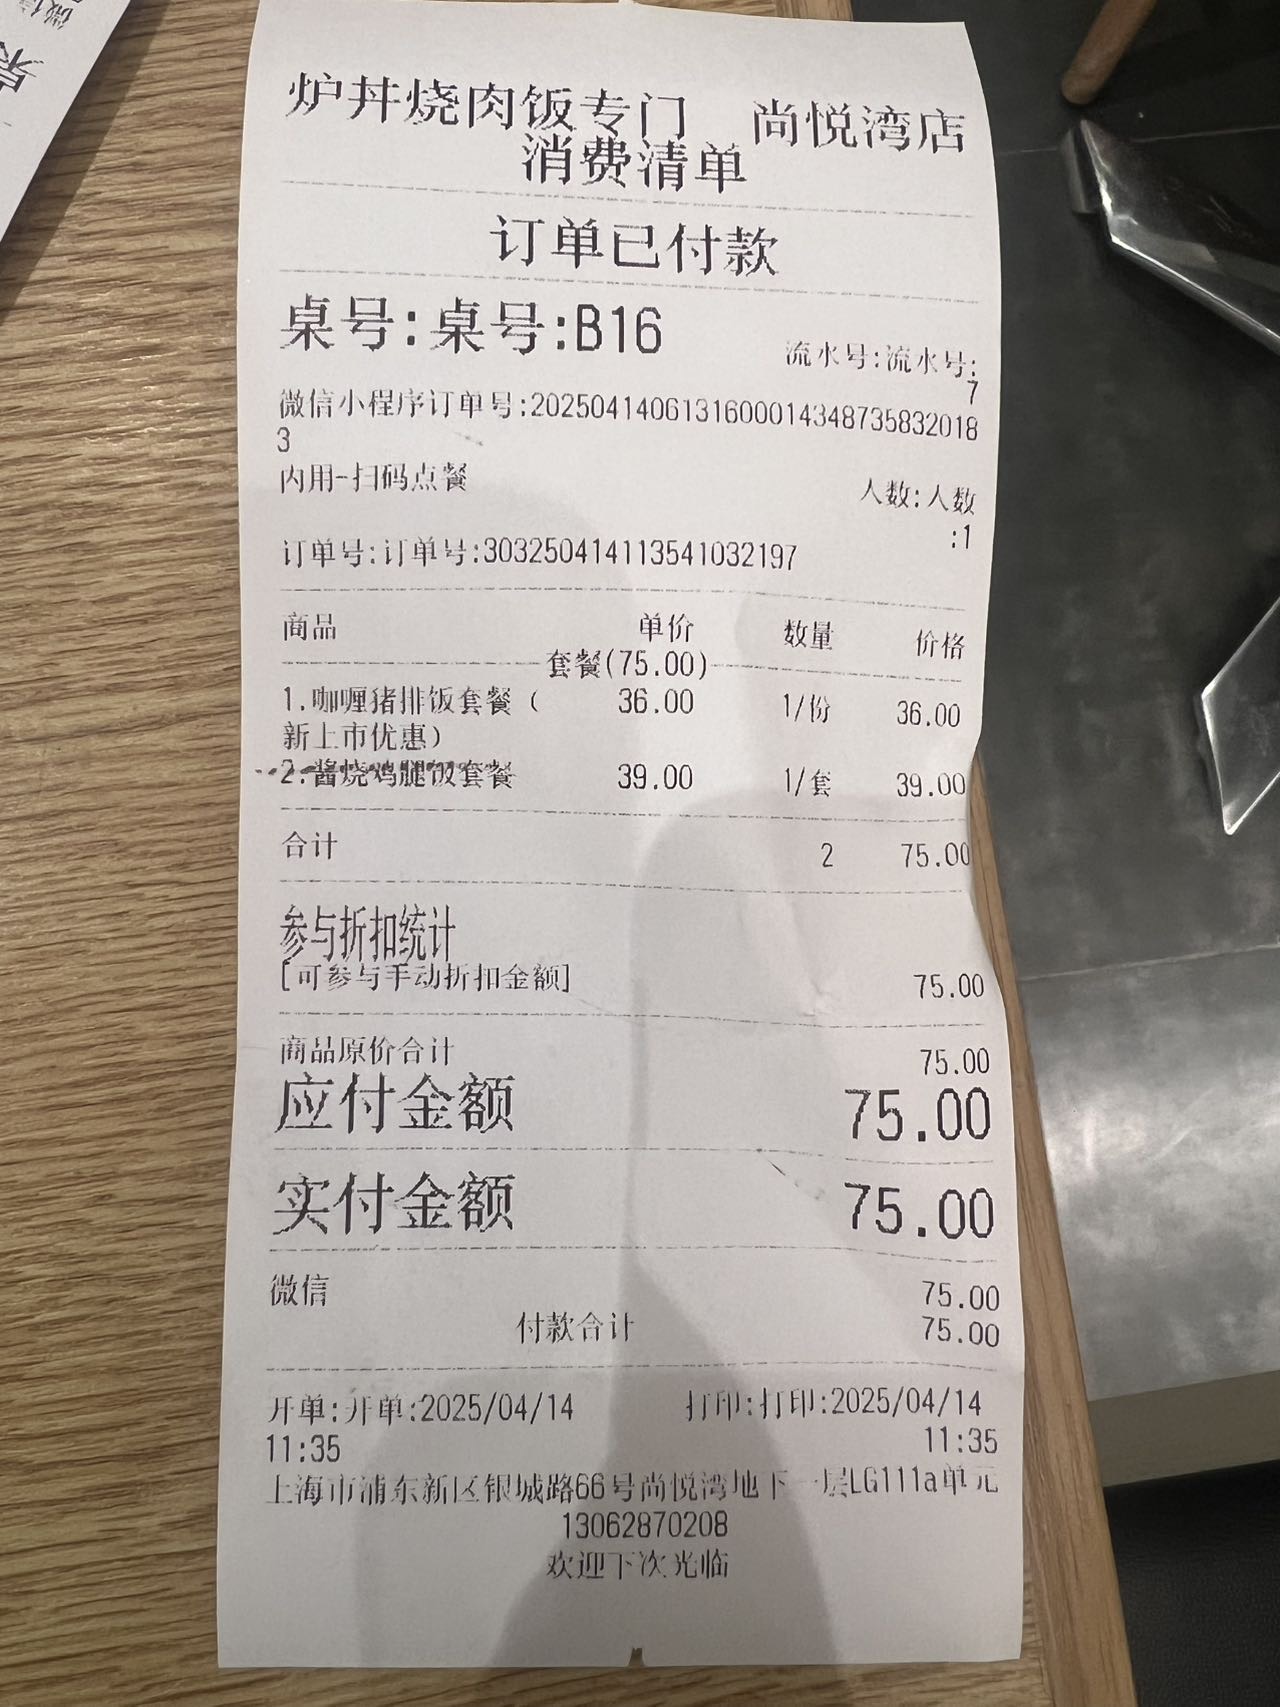 炉丼烧肉饭专门 尚悦湾店
消费清单
订单已付款
桌号:桌号:B16
流水号:流水号:
7
微信小程序订单号:202504140613160001434873583201８
3
内用-扫码点餐
人数:人数
:1
订单号:订单号:303250414113541032197
商品 单价 数量 价格
套餐(75.00)
1.咖喱猪排饭套餐( 36.00 1/份 36.00
新上市优惠)
2.酱烧鸡腿饭套餐 39.00 1/套 39.00
合计 2 75.00
参与折扣统计
[可参与手动折扣金额] 75.00
商品原价合计 75.00
应付金额 75.00
实付金额 75.00
微信 75.00
付款合计 75.00
开单:开单:2025/04/14 打印:打印:2025/04/14
11:35 11:35
上海市浦东新区银城路66号尚悦湾地下一层LG111a单元
13062870208
欢迎下次光临